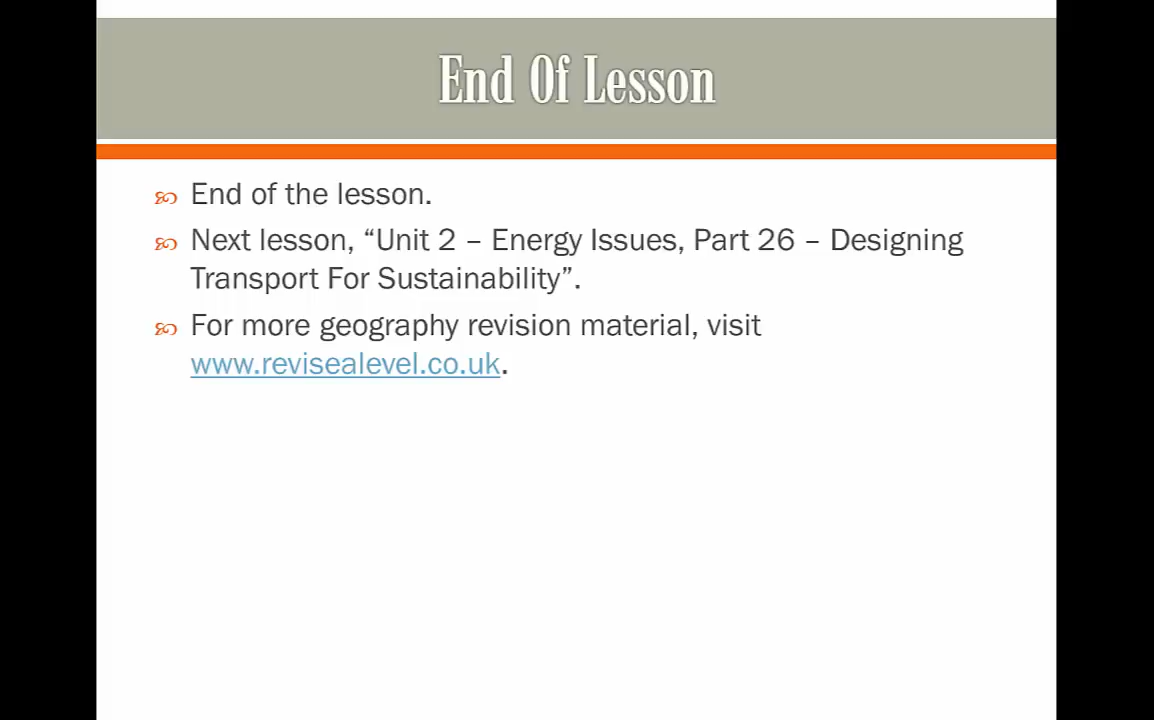 End Of Lesson
End of the lesson.
Next lesson, “Unit 2 – Energy Issues, Part 26 – Designing
Transport For Sustainability”.
For more geography revision material, visit
www.revisealevel.co.uk.